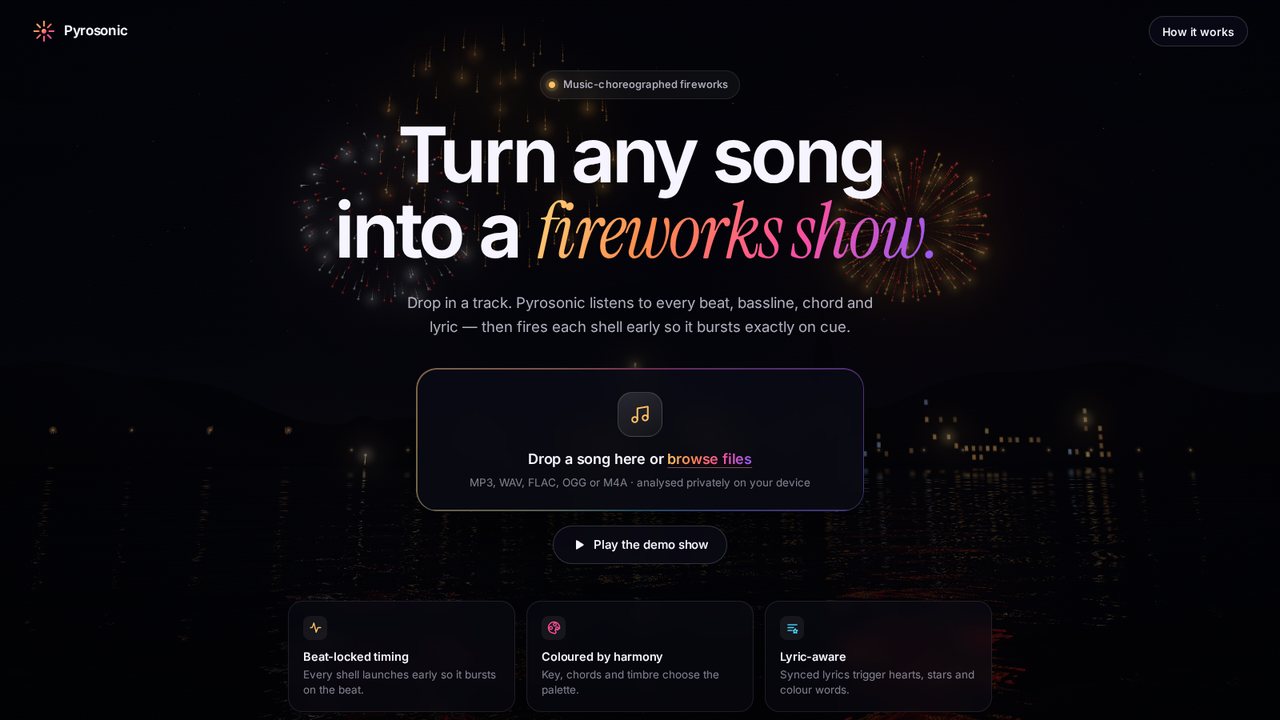 Pyrosonic
How it works
Music-choreographed fireworks
Turn any song
into a fireworks show.
Drop in a track. Pyrosonic listens to every beat, bassline, chord and
lyric — then fires each shell early so it bursts exactly on cue.
Drop a song here or browse files
MP3, WAV, FLAC, OGG or M4A · analysed privately on your device
Play the demo show
Beat-locked timing
Every shell launches early so it bursts
on the beat.
Coloured by harmony
Key, chords and timbre choose the
palette.
Lyric-aware
Synced lyrics trigger hearts, stars and
colour words.